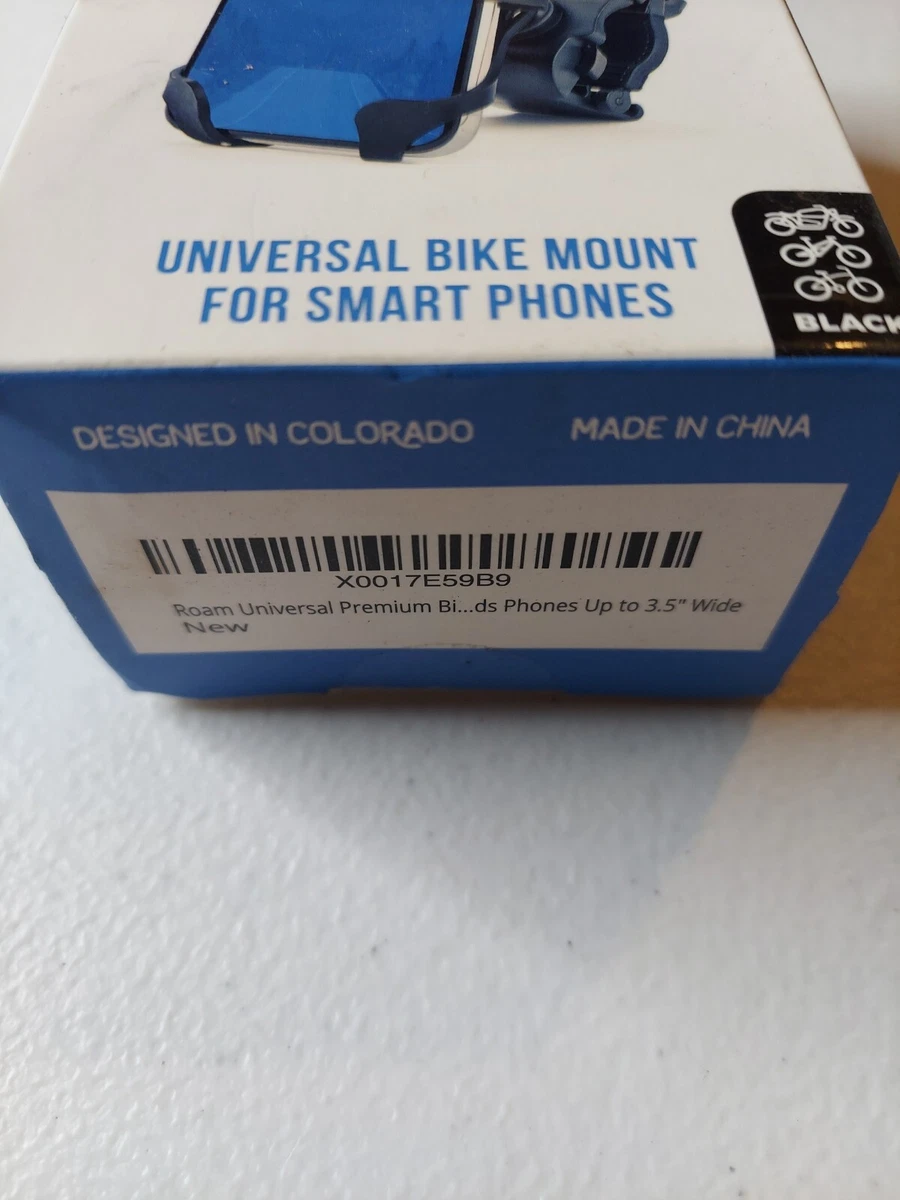 UNIVERSAL BIKE MOUNT
FOR SMART PHONES
BLACK
DESIGNED IN COLORADO
MADE IN CHINA
X0017E59B9
Roam Universal Premium Bi...ds Phones Up to 3.5" Wide
New